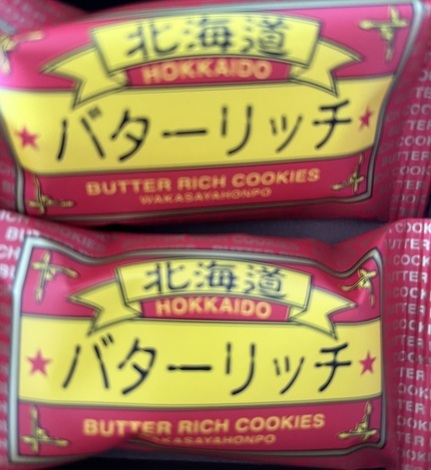 北海道
HOKKAIDO
バターリッチ
BUTTER RICH COOKIES
WAKASAYAHONPO
北海道
HOKKAIDO
バターリッチ
BUTTER RICH COOKIES
WAKASAYAHONPO